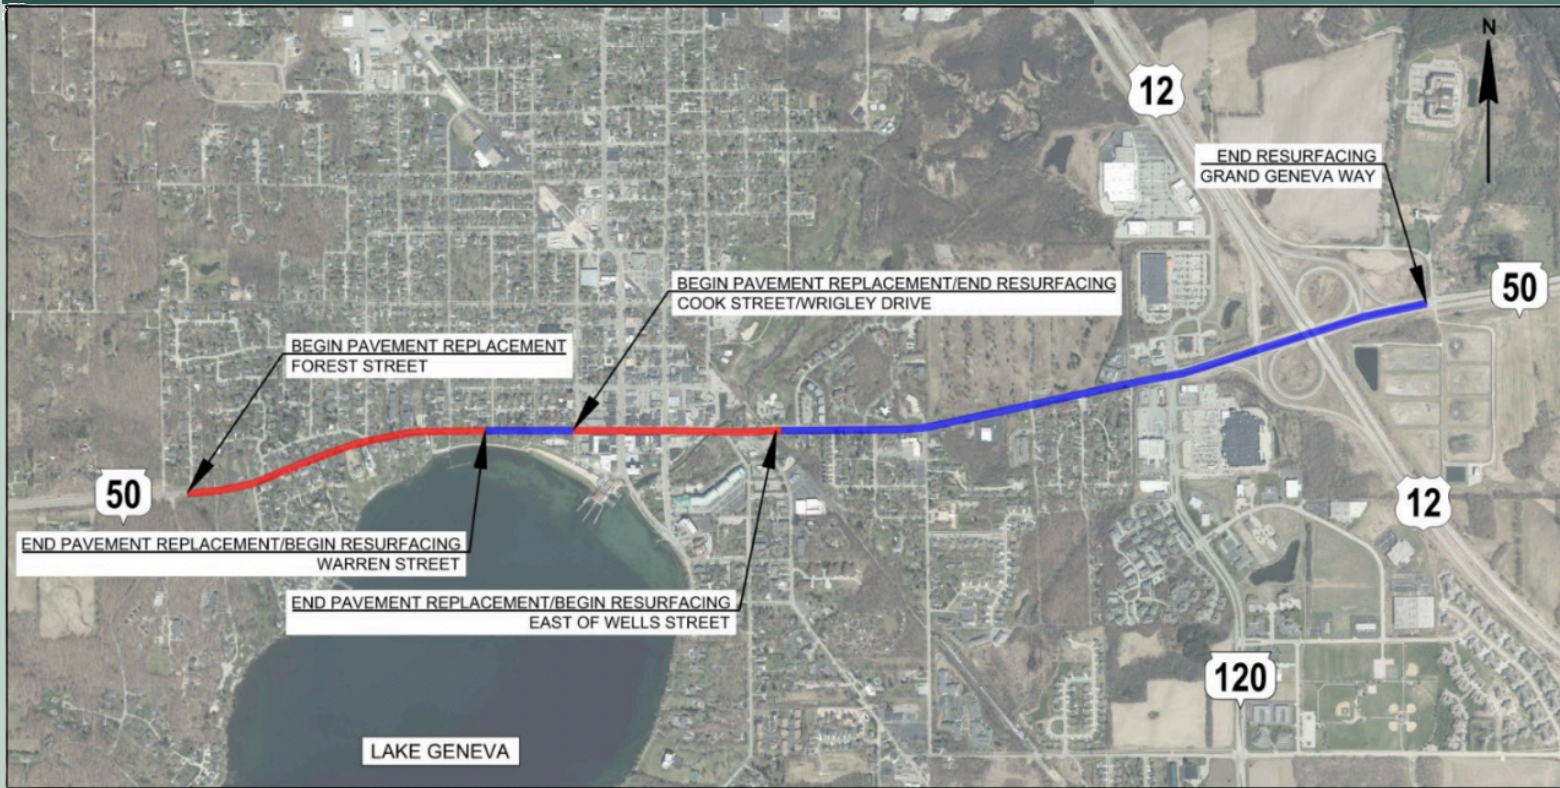 N
12
END RESURFACING
GRAND GENEVA WAY
BEGIN PAVEMENT REPLACEMENT/END RESURFACING
COOK STREET/WRIGLEY DRIVE
50
BEGIN PAVEMENT REPLACEMENT
FOREST STREET
50
12
END PAVEMENT REPLACEMENT/BEGIN RESURFACING
WARREN STREET
END PAVEMENT REPLACEMENT/BEGIN RESURFACING
EAST OF WELLS STREET
120
LAKE GENEVA